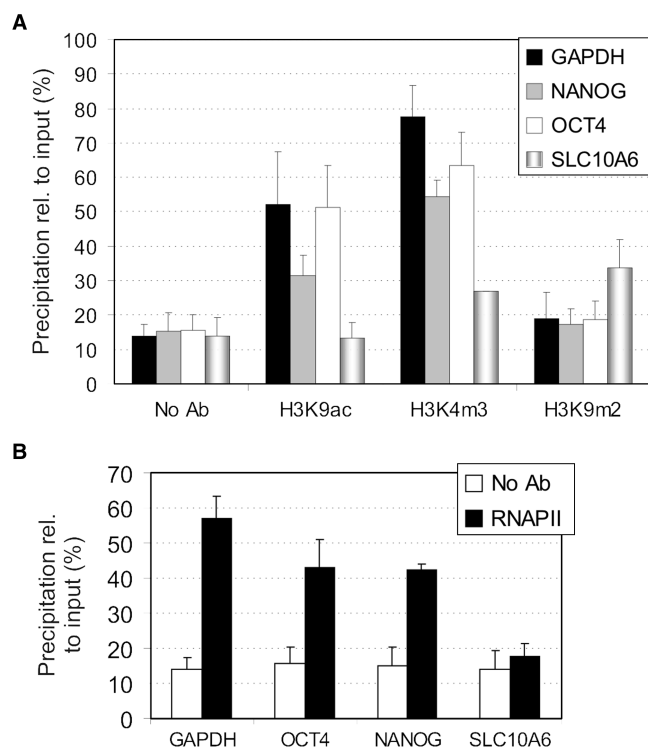 A
Precipitation rel. to input (%)
100
90
80
70
60
50
40
30
20
10
0
GAPDH
NANOG
OCT4
SLC10A6
No Ab H3K9ac H3K4m3 H3K9m2
B
Precipitation rel.
to input (%)
70
60
50
40
30
20
10
0
No Ab
RNAPII
GAPDH OCT4 NANOG SLC10A6